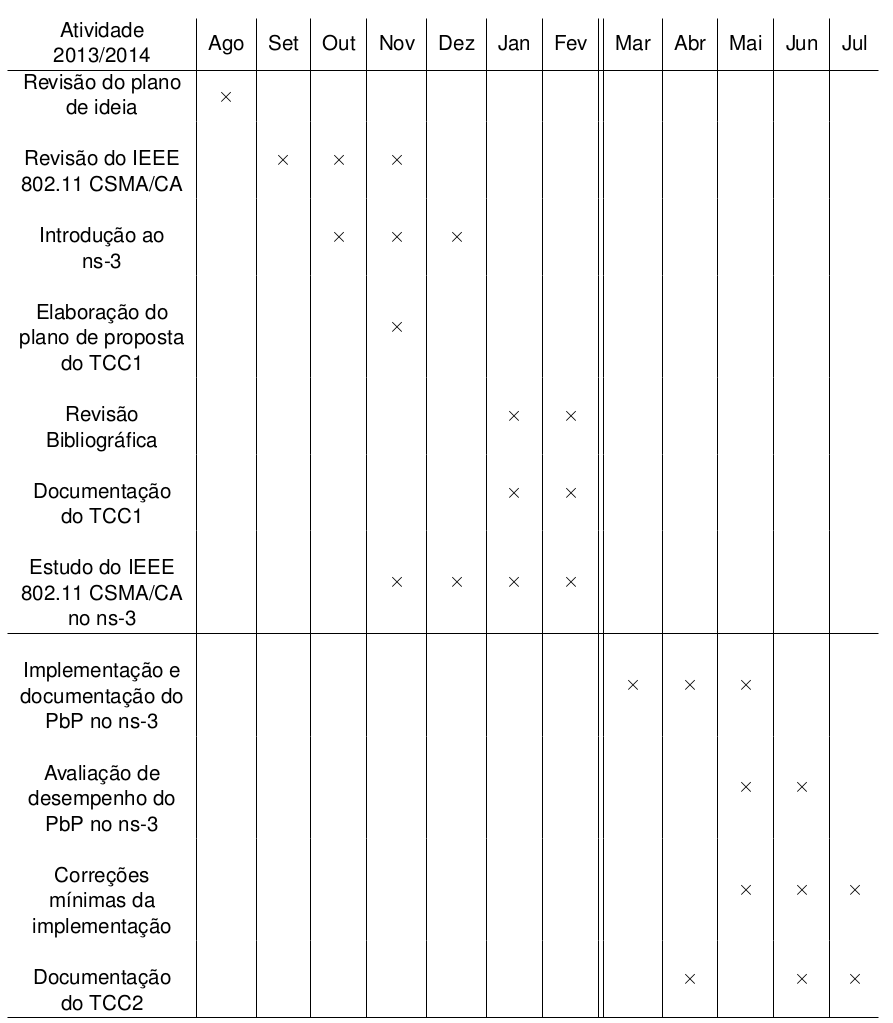 Atividade
2013/2014
Ago Set Out Nov Dez Jan Fev Mar Abr Mai Jun Jul
Revisão do plano
de ideia
×
Revisão do IEEE
802.11 CSMA/CA
× × ×
Introdução ao
ns-3
× × ×
Elaboração do
plano de proposta
do TCC1
×
Revisão
Bibliográfica
× ×
Documentação
do TCC1
× ×
Estudo do IEEE
802.11 CSMA/CA
no ns-3
× × × ×
Implementação e
documentação do
PbP no ns-3
× × ×
Avaliação de
desempenho do
PbP no ns-3
× ×
Correções
mínimas da
implementação
× × ×
Documentação
do TCC2
× × ×